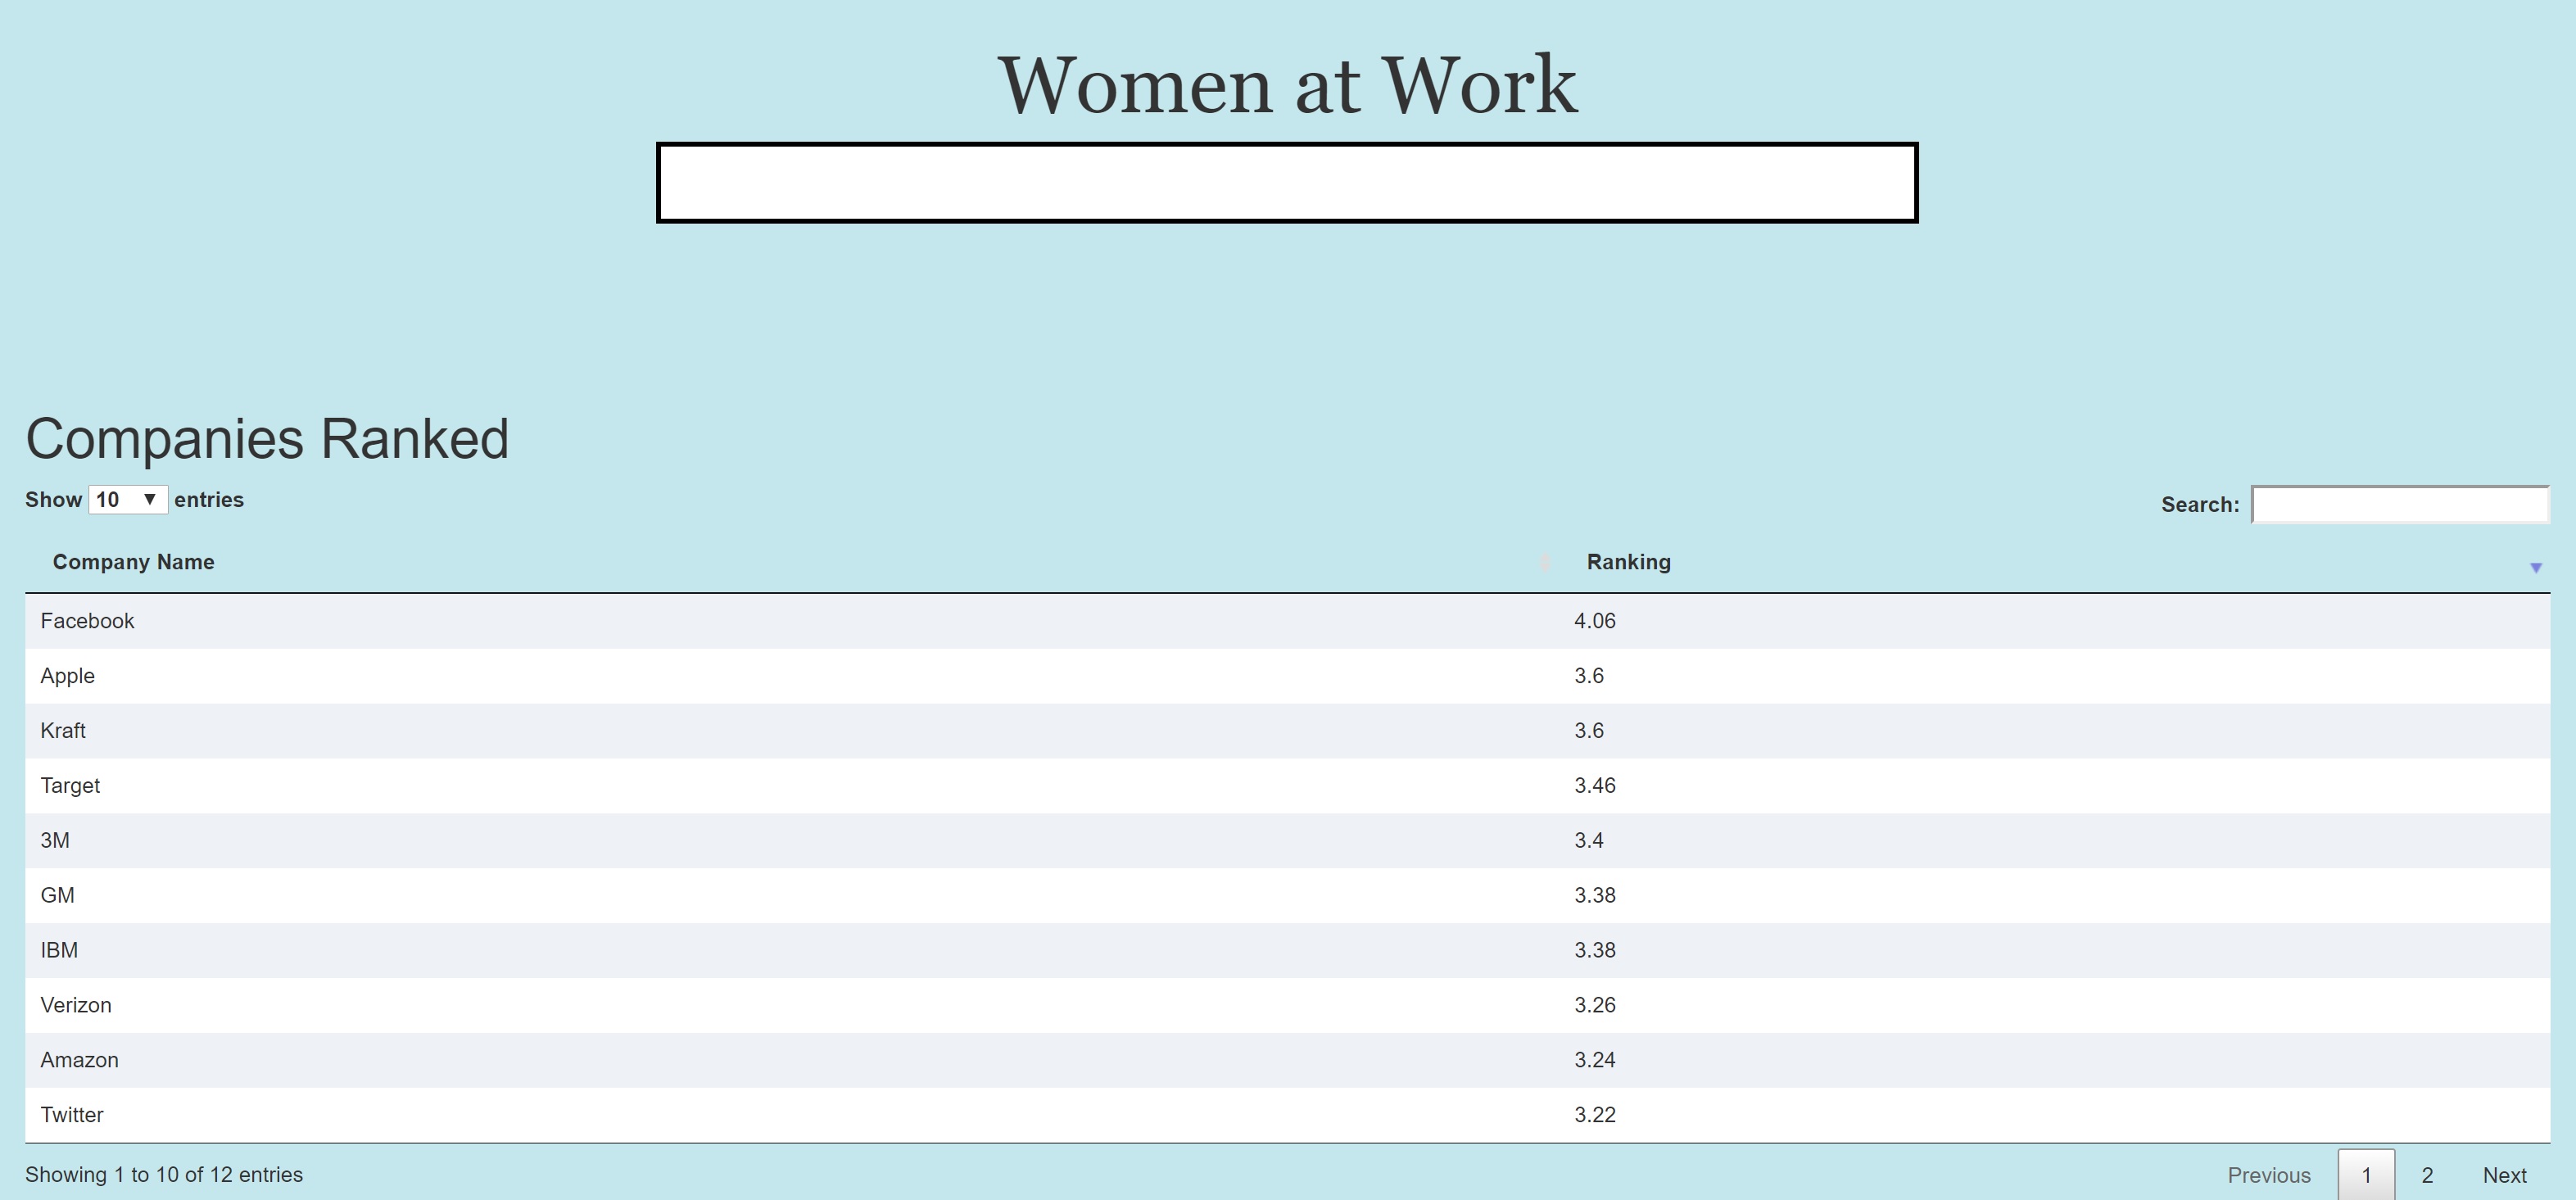 Women at Work
Companies Ranked
Show 10 entries
Search:
Company Name Ranking
Facebook 4.06
Apple 3.6
Kraft 3.6
Target 3.46
3M 3.4
GM 3.38
IBM 3.38
Verizon 3.26
Amazon 3.24
Twitter 3.22
Showing 1 to 10 of 12 entries
Previous 1 2 Next